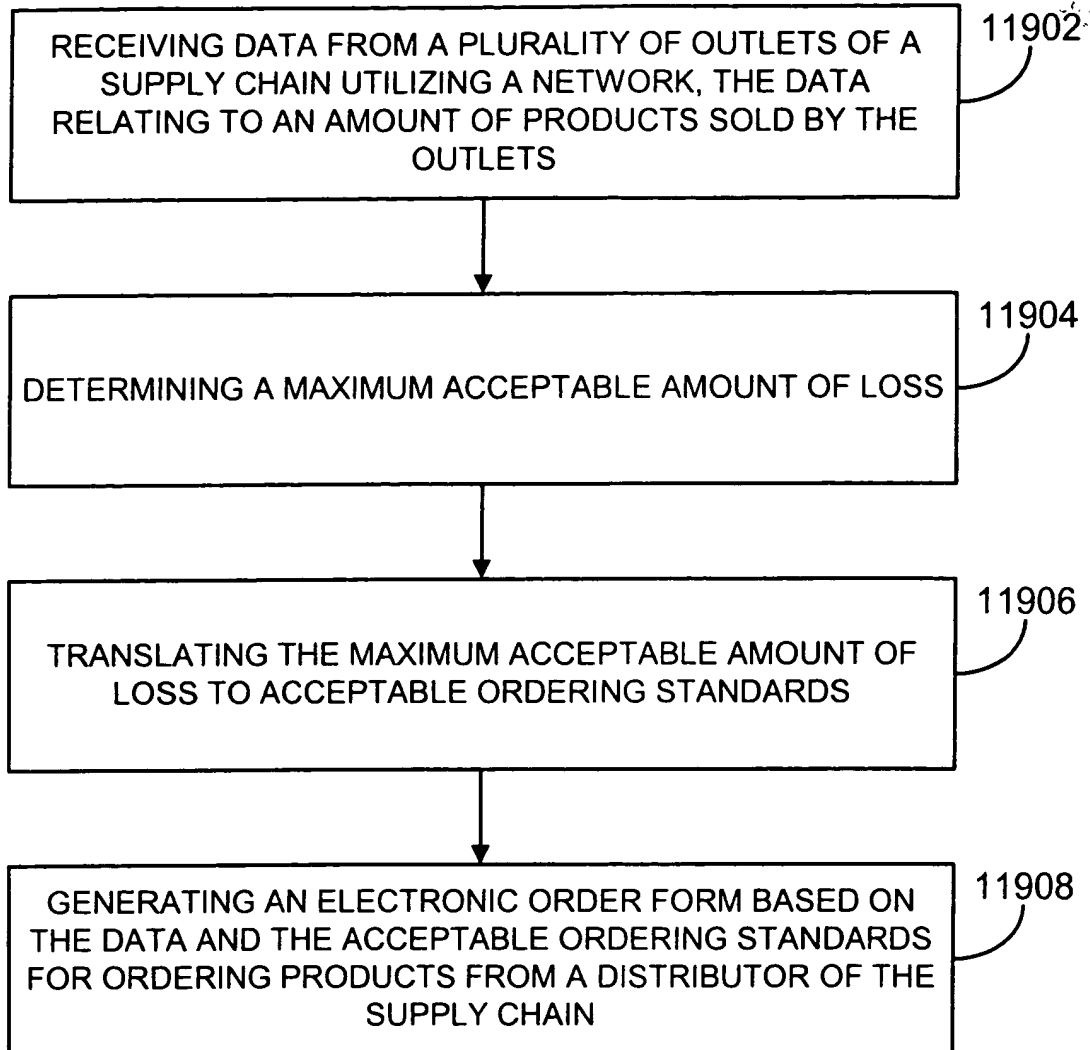 RECEIVING DATA FROM A PLURALITY OF OUTLETS OF A
SUPPLY CHAIN UTILIZING A NETWORK, THE DATA
RELATING TO AN AMOUNT OF PRODUCTS SOLD BY THE
OUTLETS
11902
DETERMINING A MAXIMUM ACCEPTABLE AMOUNT OF LOSS
11904
TRANSLATING THE MAXIMUM ACCEPTABLE AMOUNT OF
LOSS TO ACCEPTABLE ORDERING STANDARDS
11906
GENERATING AN ELECTRONIC ORDER FORM BASED ON
THE DATA AND THE ACCEPTABLE ORDERING STANDARDS
FOR ORDERING PRODUCTS FROM A DISTRIBUTOR OF THE
SUPPLY CHAIN
11908